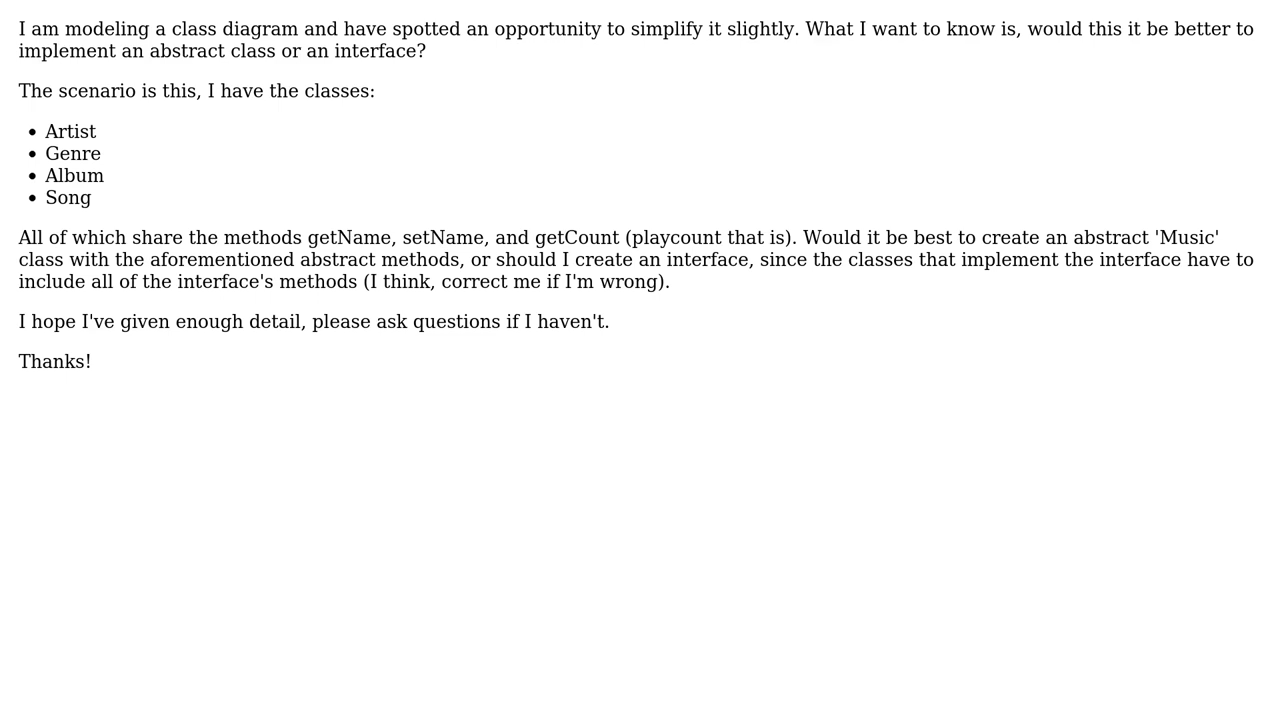 I am modeling a class diagram and have spotted an opportunity to simplify it slightly. What I want to know is, would this it be better to
implement an abstract class or an interface?
The scenario is this, I have the classes:
• Artist
• Genre
• Album
• Song
All of which share the methods getName, setName, and getCount (playcount that is). Would it be best to create an abstract 'Music'
class with the aforementioned abstract methods, or should I create an interface, since the classes that implement the interface have to
include all of the interface's methods (I think, correct me if I'm wrong).
I hope I've given enough detail, please ask questions if I haven't.
Thanks!